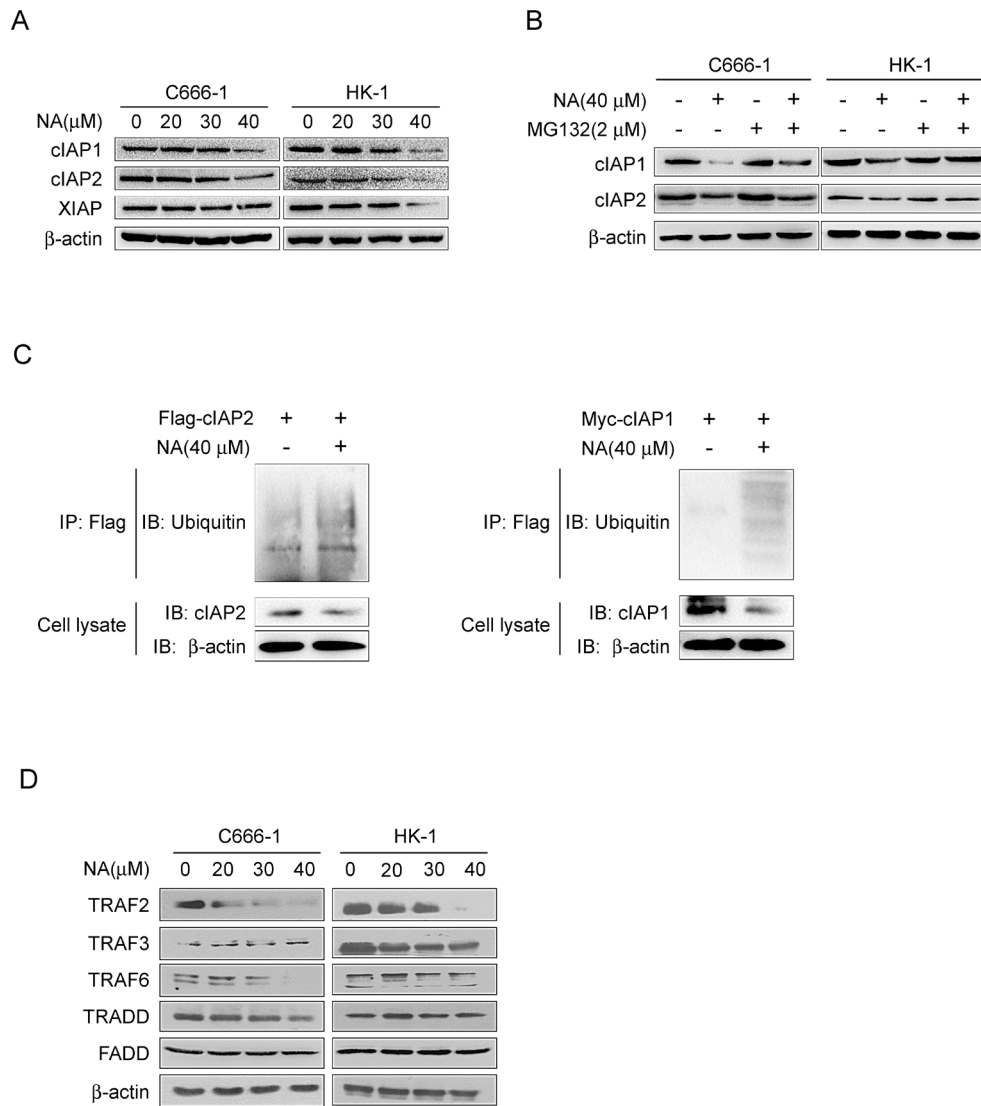 A
C666-1 HK-1
NA(μM) 0 20 30 40 0 20 30 40
cIAP1
cIAP2
XIAP
β-actin
B
C666-1 HK-1
NA(40 μM) - + - + - + - +
MG132(2 μM) - - + + - - + +
cIAP1
cIAP2
β-actin
C
Flag-cIAP2 + +
NA(40 μM) - +
IP: Flag IB: Ubiquitin
Cell lysate
IB: cIAP2
IB: β-actin
Myc-cIAP1 + +
NA(40 μM) - +
IP: Flag IB: Ubiquitin
Cell lysate
IB: cIAP1
IB: β-actin
D
C666-1 HK-1
NA(μM) 0 20 30 40 0 20 30 40
TRAF2
TRAF3
TRAF6
TRADD
FADD
β-actin